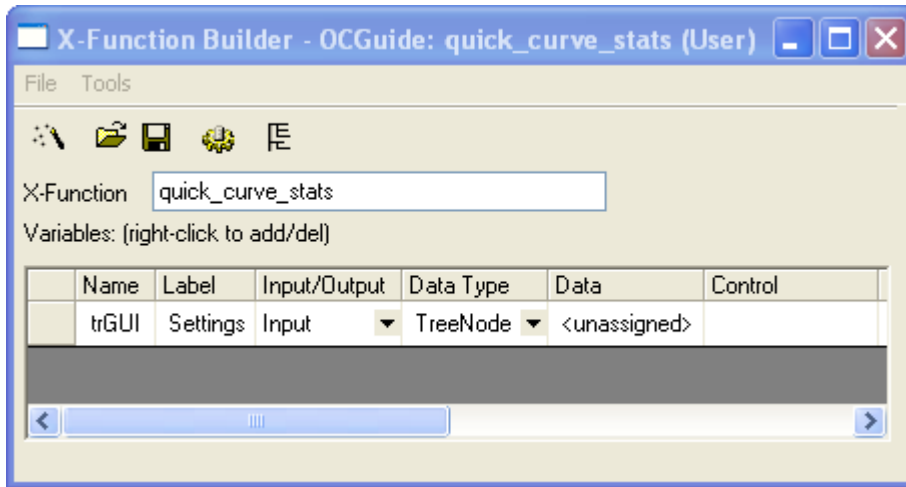 X-Function Builder - OCGuide: quick_curve_stats (User)
File Tools
X-Function quick_curve_stats
Variables: (right-click to add/del)
Name Label Input/Output Data Type Data Control
trGUI Settings Input TreeNode <unassigned>